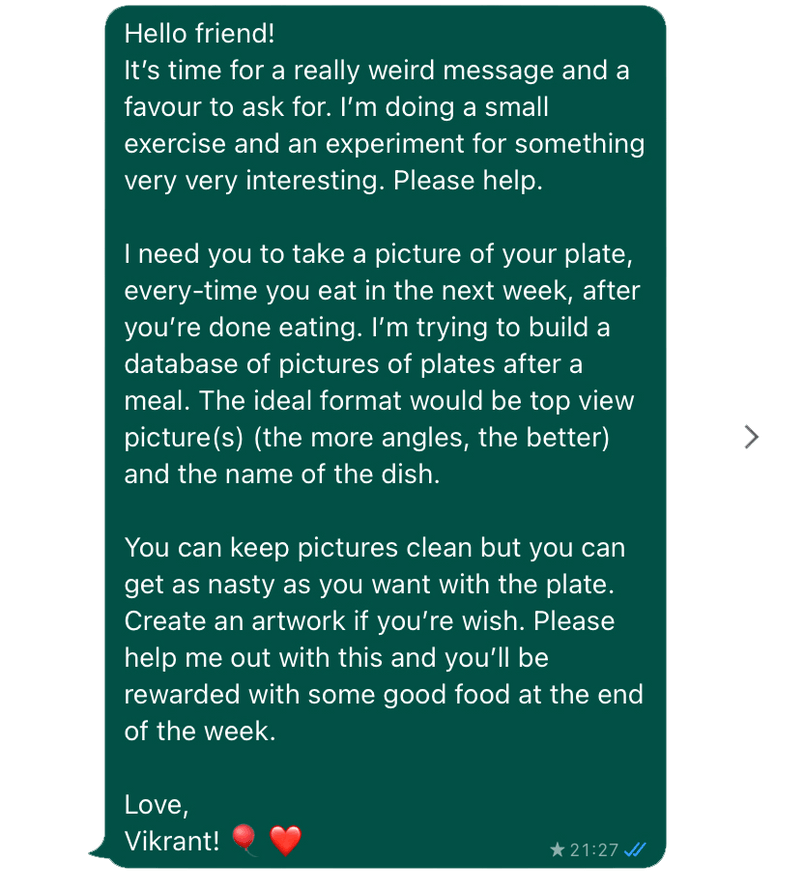 Hello friend!
It’s time for a really weird message and a
favour to ask for. I’m doing a small
exercise and an experiment for something
very very interesting. Please help.
I need you to take a picture of your plate,
every-time you eat in the next week, after
you’re done eating. I’m trying to build a
database of pictures of plates after a
meal. The ideal format would be top view
picture(s) (the more angles, the better)
and the name of the dish.
You can keep pictures clean but you can
get as nasty as you want with the plate.
Create an artwork if you’re wish. Please
help me out with this and you’ll be
rewarded with some good food at the end
of the week.
Love,
Vikrant! 🎈 ❤️
★ 21:27